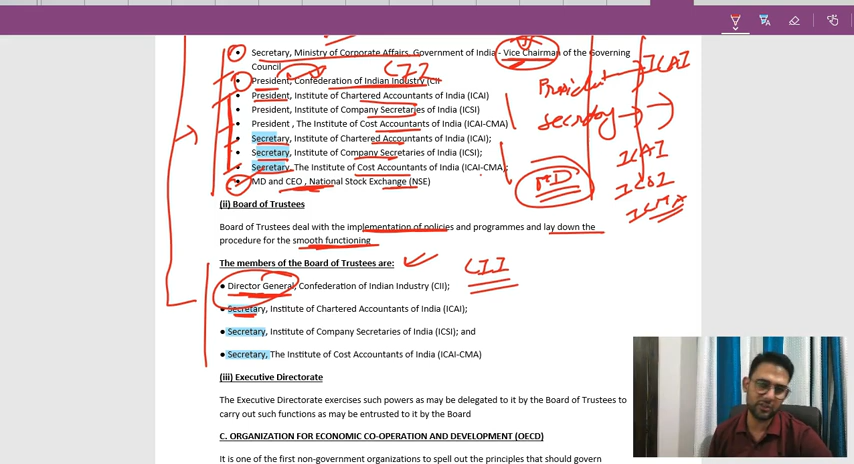 • Secretary, Ministry of Corporate Affairs, Government of India - Vice Chairman of the Governing
Council
CII
• President, Confederation of Indian Industry (CII
ICAI
• President, Institute of Chartered Accountants of India (ICAI)
President
• President, Institute of Company Secretaries of India (ICSI)
• President , The Institute of Cost Accountants of India (ICAI-CMA)
Secretary
• Secretary, Institute of Chartered Accountants of India (ICAI);
• Secretary, Institute of Company Secretaries of India (ICSI);
ICAI
• Secretary, The Institute of Cost Accountants of India (ICAI-CMA);
• MD and CEO , National Stock Exchange (NSE)
MD
ICSI
ICMA
(ii) Board of Trustees
Board of Trustees deal with the implementation of policies and programmes and lay down the
procedure for the smooth functioning
The members of the Board of Trustees are:
CII
● Director General, Confederation of Indian Industry (CII);
● Secretary, Institute of Chartered Accountants of India (ICAI);
● Secretary, Institute of Company Secretaries of India (ICSI); and
● Secretary, The Institute of Cost Accountants of India (ICAI-CMA)
(iii) Executive Directorate
The Executive Directorate exercises such powers as may be delegated to it by the Board of Trustees to
carry out such functions as may be entrusted to it by the Board
C. ORGANIZATION FOR ECONOMIC CO-OPERATION AND DEVELOPMENT (OECD)
It is one of the first non-government organizations to spell out the principles that should govern